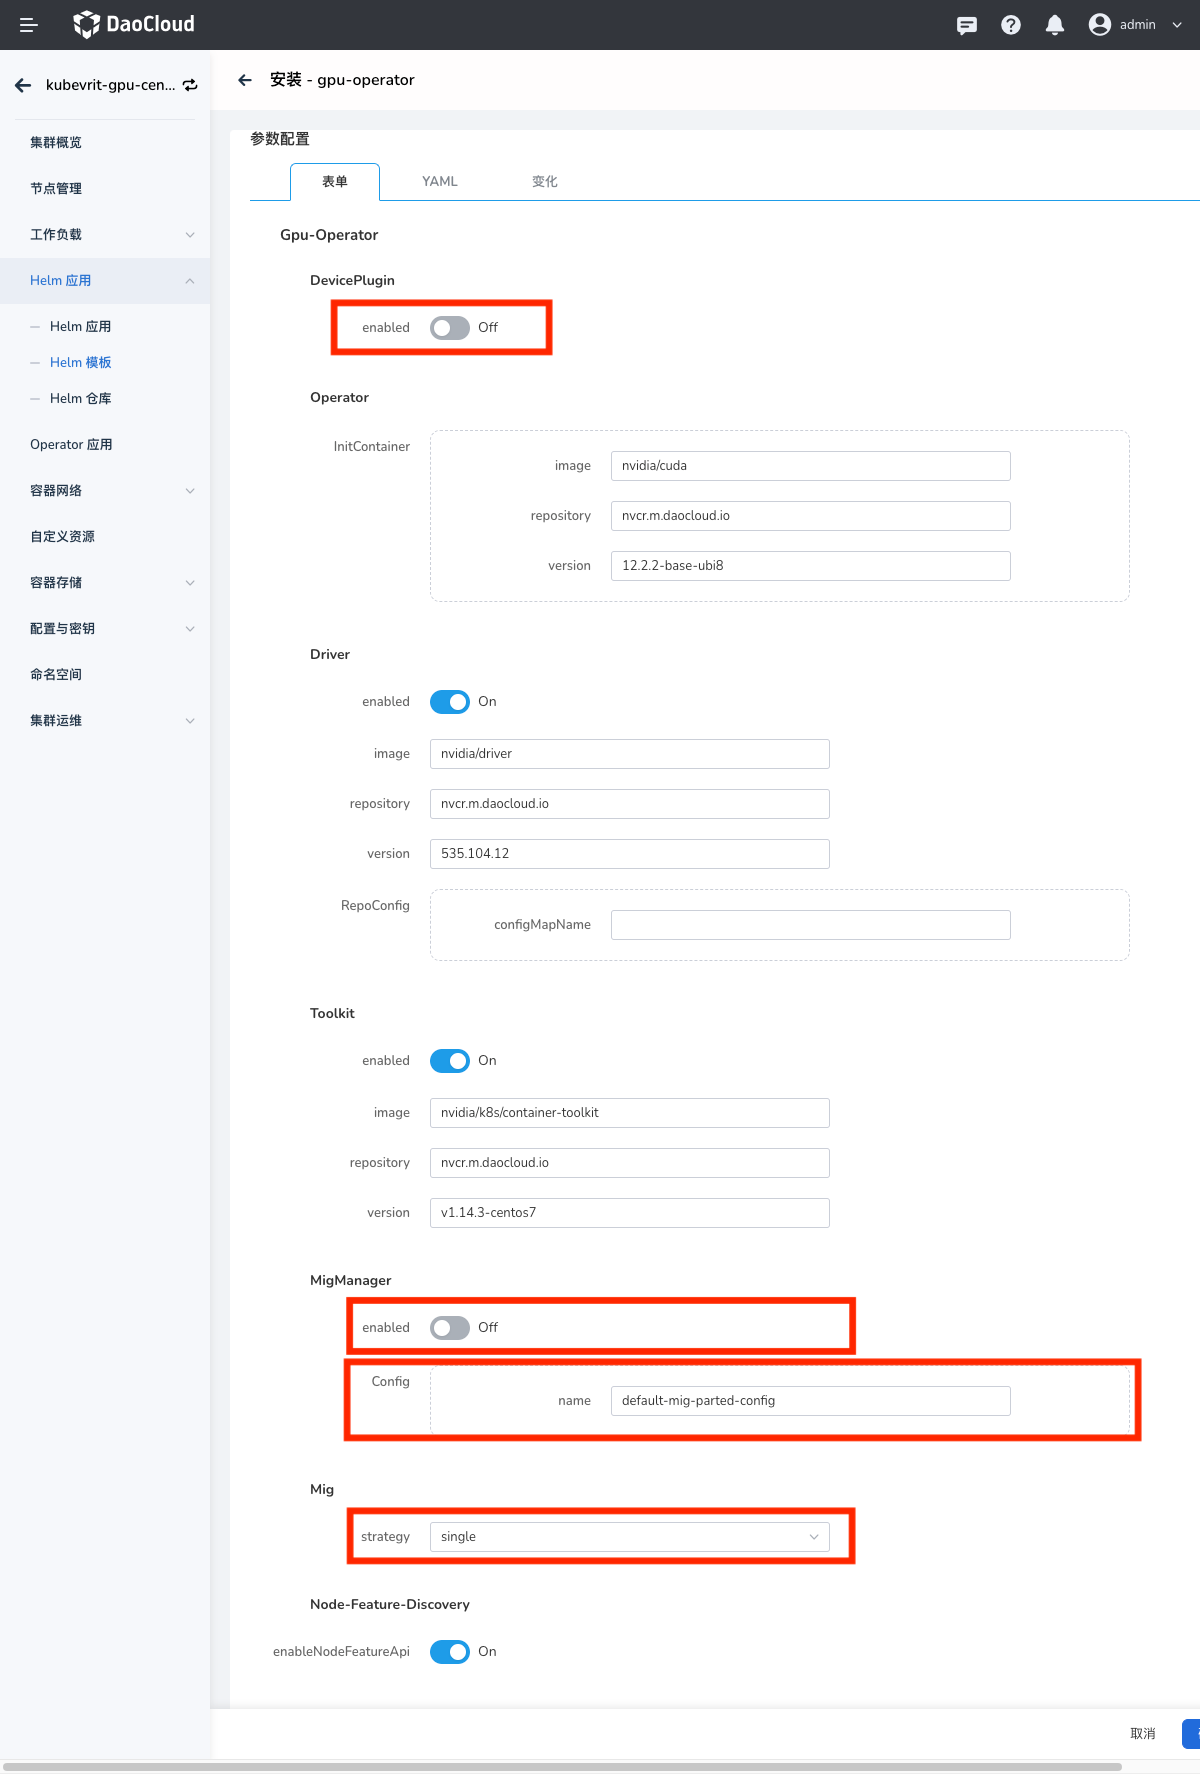 DaoCloud
admin
kubevrit-gpu-cen...
安装 - gpu-operator
集群概览
节点管理
工作负载
Helm 应用
Helm 应用
Helm 模板
Helm 仓库
Operator 应用
容器网络
自定义资源
容器存储
配置与密钥
命名空间
集群运维
参数配置
表单 YAML 变化
Gpu-Operator
DevicePlugin
enabled Off
Operator
InitContainer
image nvidia/cuda
repository nvcr.m.daocloud.io
version 12.2.2-base-ubi8
Driver
enabled On
image nvidia/driver
repository nvcr.m.daocloud.io
version 535.104.12
RepoConfig
configMapName
Toolkit
enabled On
image nvidia/k8s/container-toolkit
repository nvcr.m.daocloud.io
version v1.14.3-centos7
MigManager
enabled Off
Config
name default-mig-parted-config
Mig
strategy single
Node-Feature-Discovery
enableNodeFeatureApi On
取消